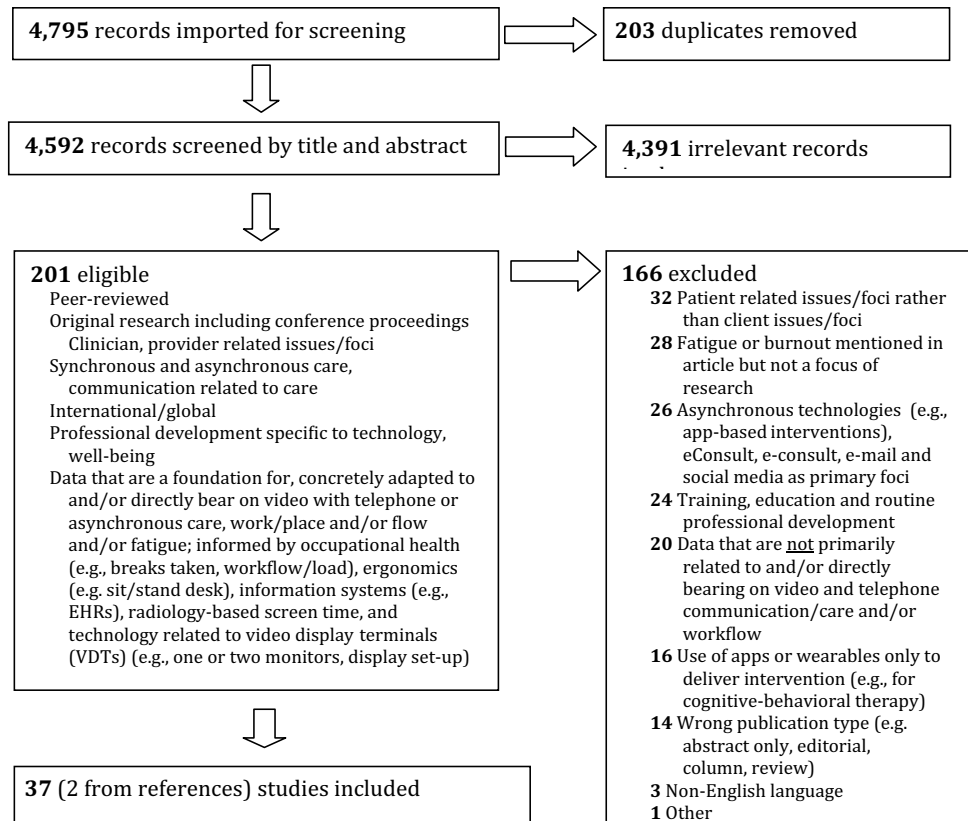 4,795 records imported for screening
203 duplicates removed
4,592 records screened by title and abstract
4,391 irrelevant records
201 eligible
Peer-reviewed
Original research including conference proceedings
Clinician, provider related issues/foci
Synchronous and asynchronous care,
communication related to care
International/global
Professional development specific to technology,
well-being
Data that are a foundation for, concretely adapted to
and/or directly bear on video with telephone or
asynchronous care, work/place and/or flow
and/or fatigue; informed by occupational health
(e.g., breaks taken, workflow/load), ergonomics
(e.g. sit/stand desk), information systems (e.g.,
EHRs), radiology-based screen time, and
technology related to video display terminals
(VDTs) (e.g., one or two monitors, display set-up)
166 excluded
32 Patient related issues/foci rather
than client issues/foci
28 Fatigue or burnout mentioned in
article but not a focus of
research
26 Asynchronous technologies (e.g.,
app-based interventions),
eConsult, e-consult, e-mail and
social media as primary foci
24 Training, education and routine
professional development
20 Data that are not primarily
related to and/or directly
bearing on video and telephone
communication/care and/or
workflow
16 Use of apps or wearables only to
deliver intervention (e.g., for
cognitive-behavioral therapy)
14 Wrong publication type (e.g.
abstract only, editorial,
column, review)
3 Non-English language
1 Other
37 (2 from references) studies included